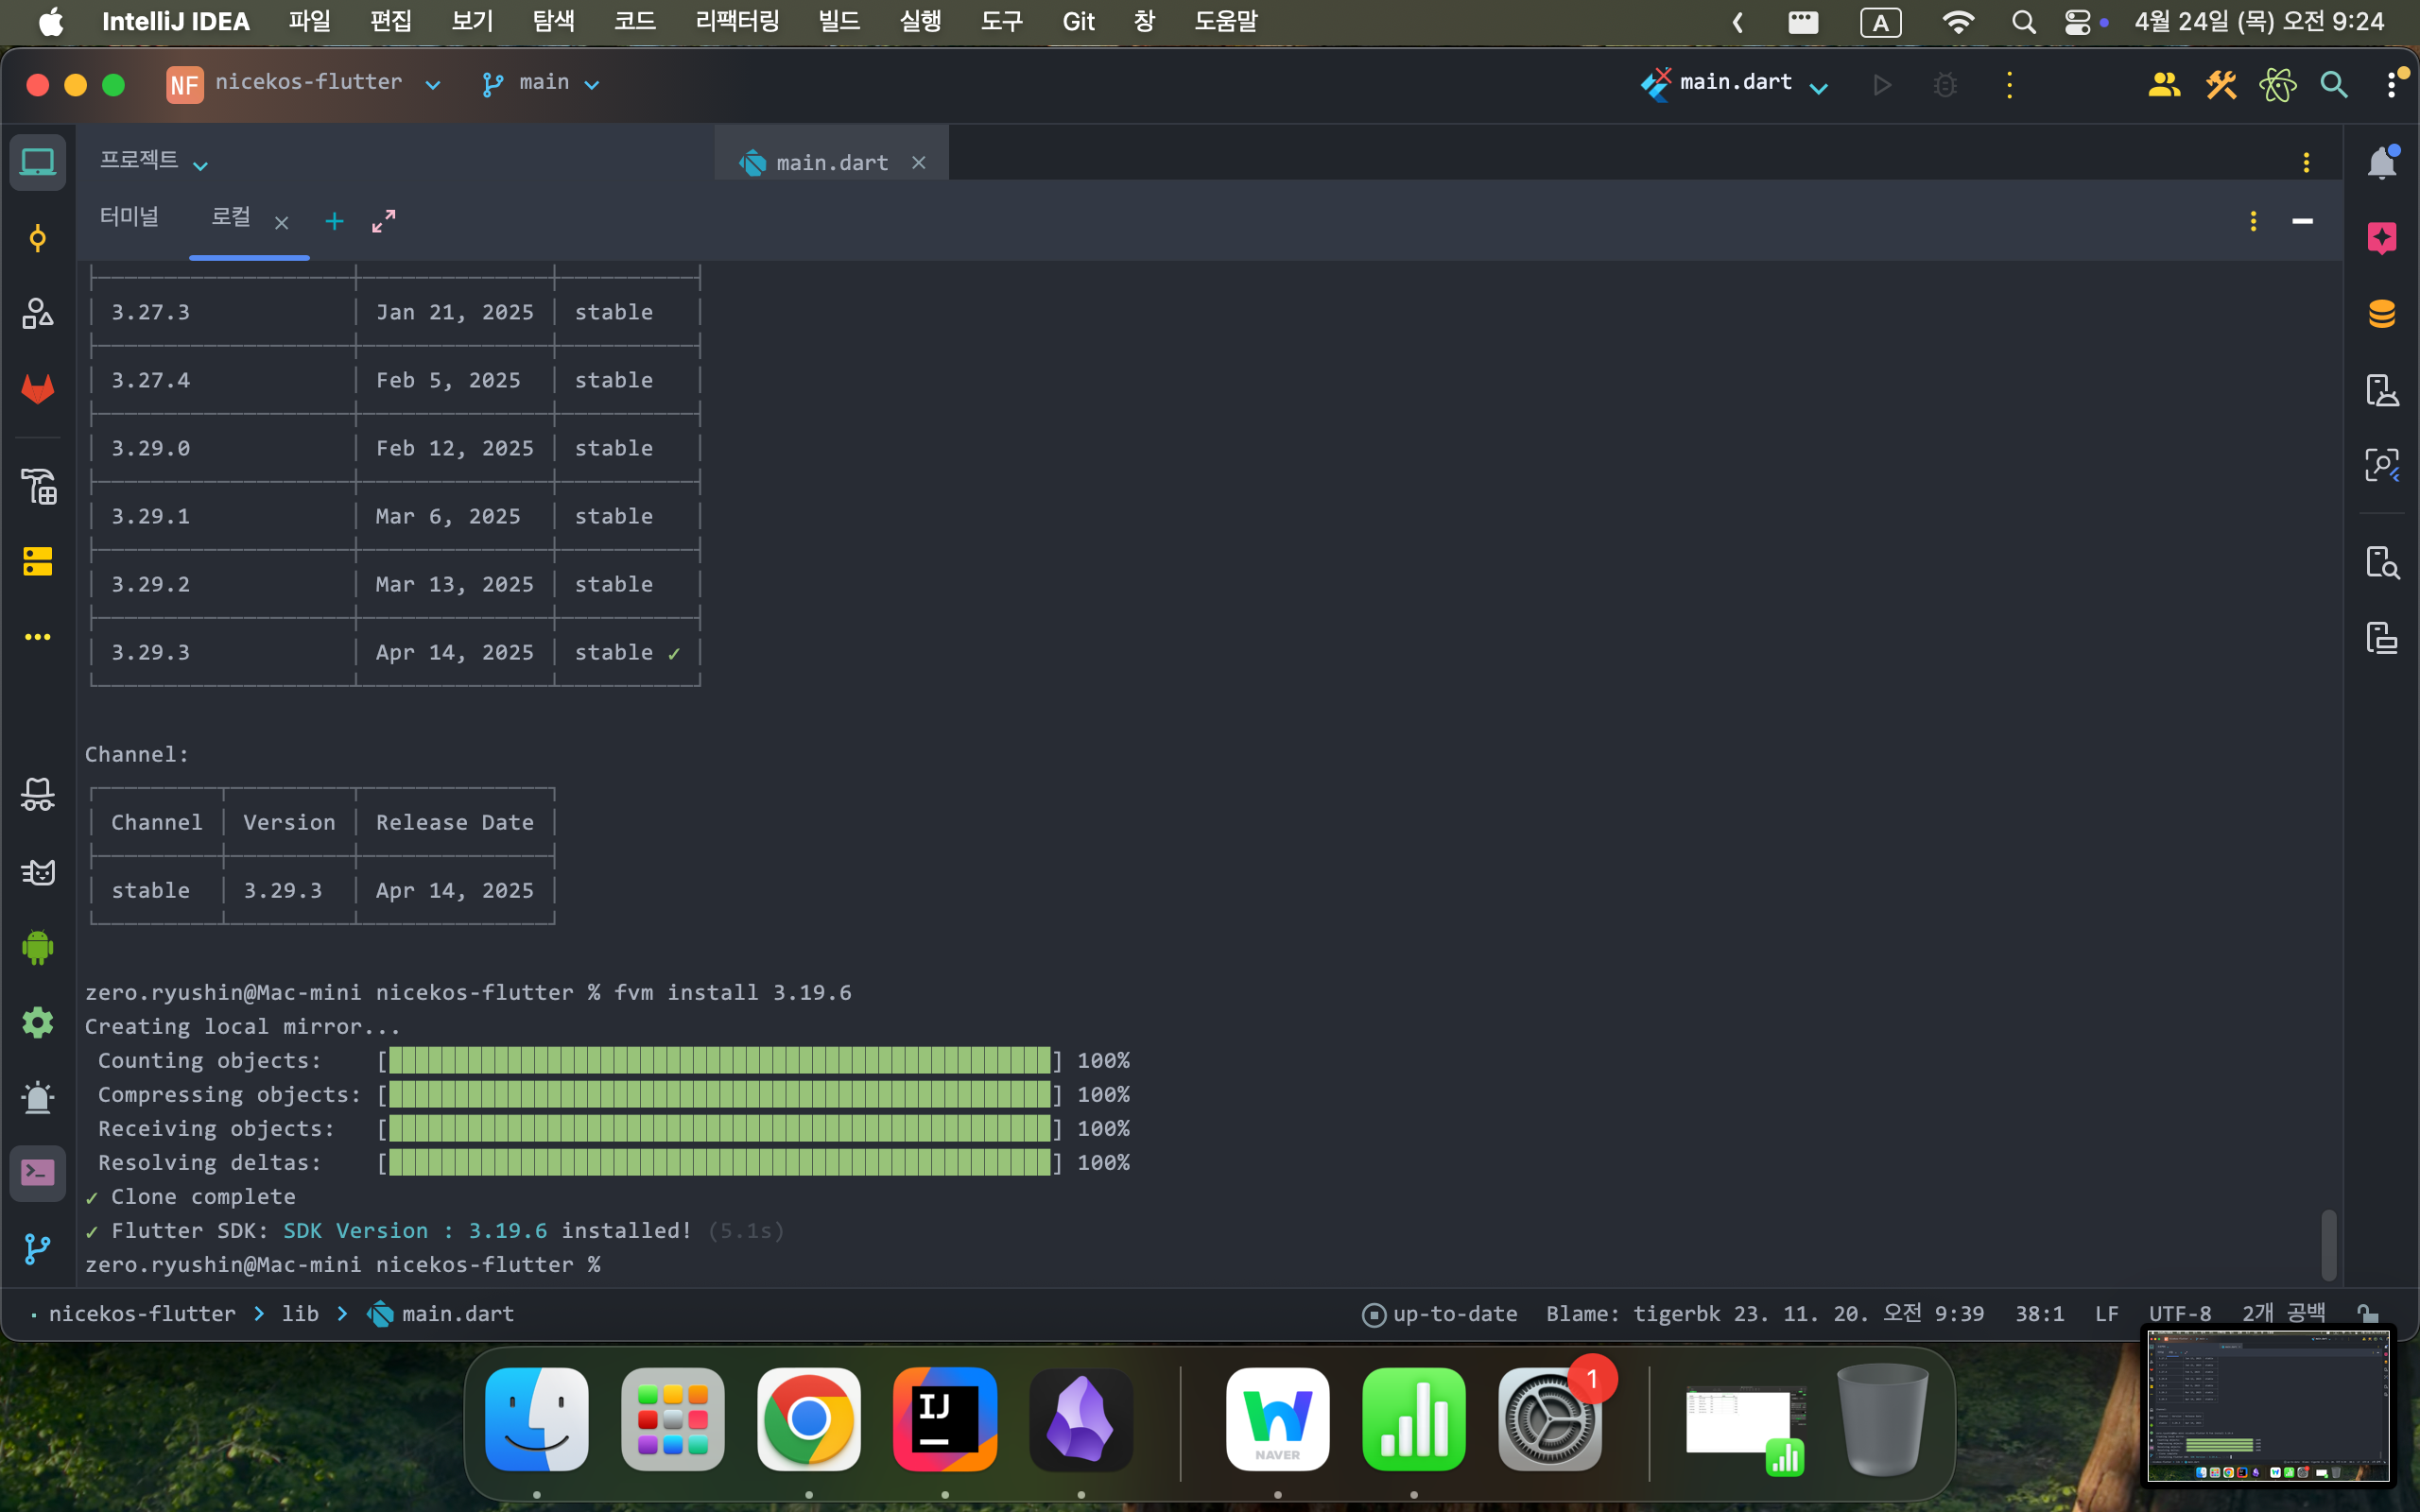 IntelliJ IDEA 파일 편집 보기 탐색 코드 리팩터링 빌드 실행 도구 Git 창 도움말 A 4월 24일 (목) 오전 9:24
NF nicekos-flutter main main.dart
프로젝트 main.dart
터미널 로컬
3.27.3 Jan 21, 2025 stable
3.27.4 Feb 5, 2025 stable
3.29.0 Feb 12, 2025 stable
3.29.1 Mar 6, 2025 stable
3.29.2 Mar 13, 2025 stable
3.29.3 Apr 14, 2025 stable ✓
Channel:
Channel Version Release Date
stable 3.29.3 Apr 14, 2025
zero.ryushin@Mac-mini nicekos-flutter % fvm install 3.19.6
Creating local mirror...
Counting objects: [] 100%
Compressing objects: [] 100%
Receiving objects: [] 100%
Resolving deltas: [] 100%
✓ Clone complete
✓ Flutter SDK: SDK Version : 3.19.6 installed! (5.1s)
zero.ryushin@Mac-mini nicekos-flutter %
nicekos-flutter > lib > main.dart up-to-date Blame: tigerbk 23. 11. 20. 오전 9:39 38:1 LF UTF-8 2개 공백
IJ
NAVER
1